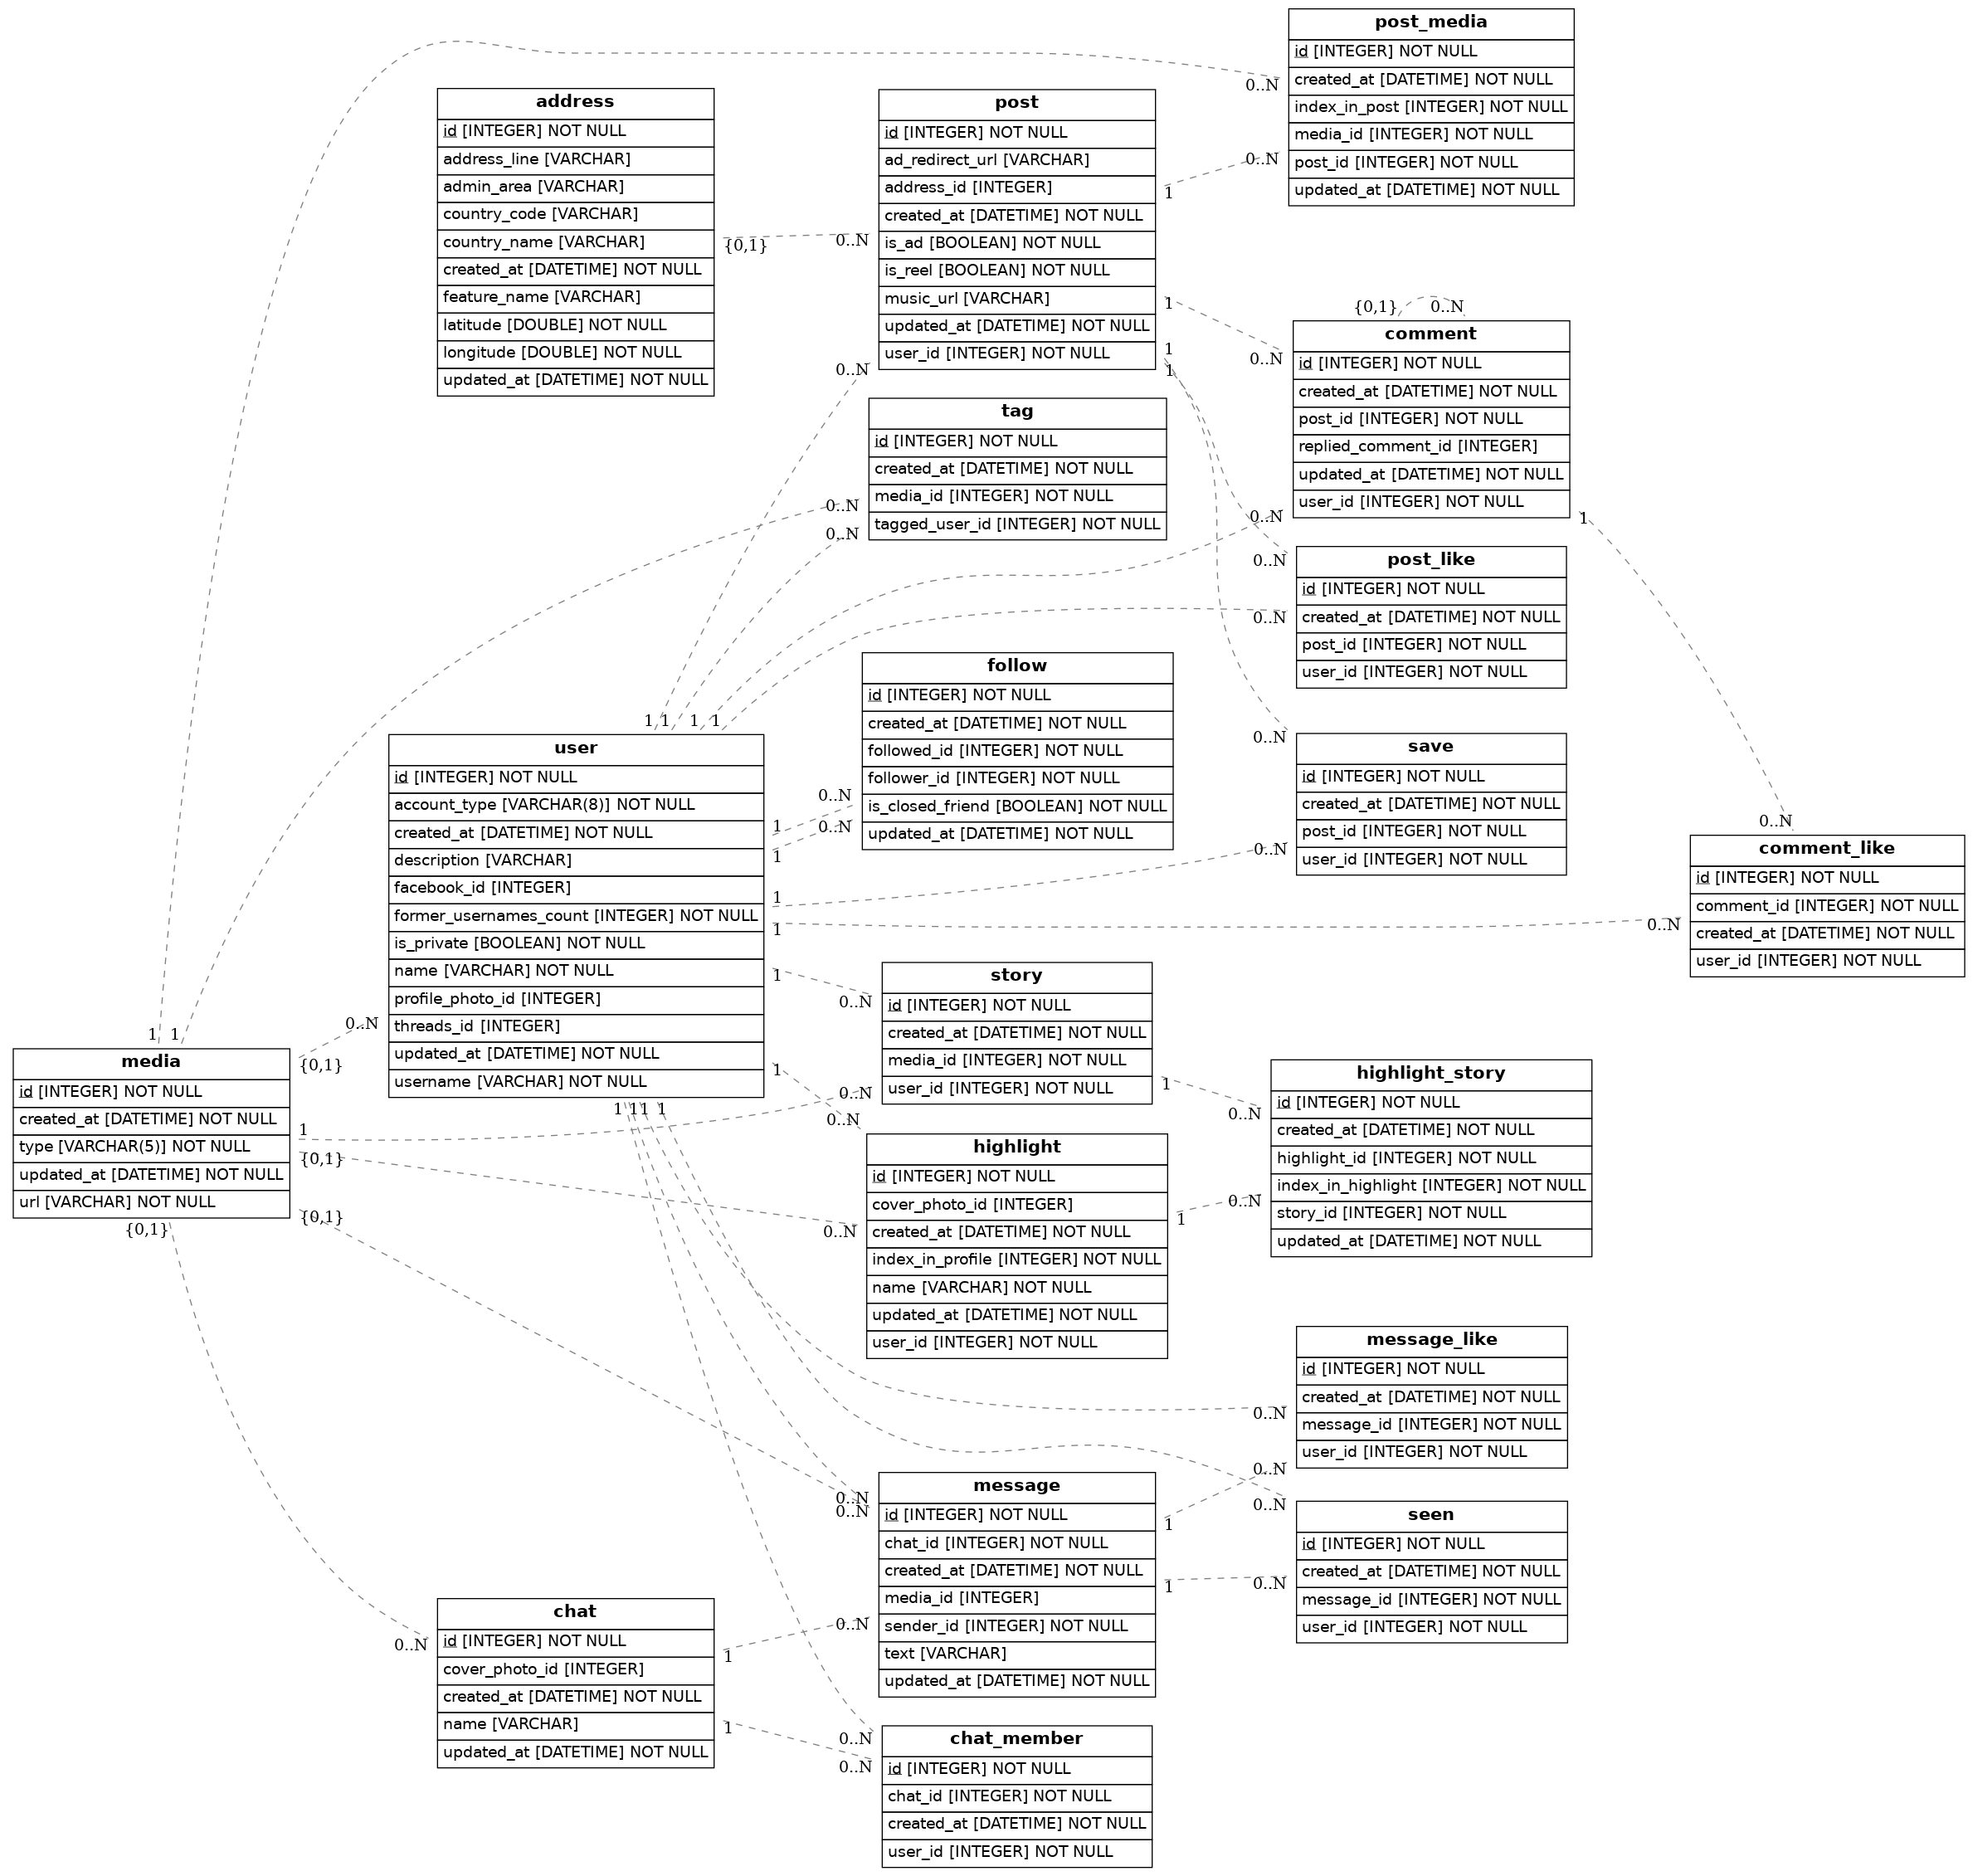 post_media
id [INTEGER] NOT NULL
created_at [DATETIME] NOT NULL
index_in_post [INTEGER] NOT NULL
media_id [INTEGER] NOT NULL
post_id [INTEGER] NOT NULL
updated_at [DATETIME] NOT NULL
0..N
0..N
address
id [INTEGER] NOT NULL
address_line [VARCHAR]
admin_area [VARCHAR]
country_code [VARCHAR]
country_name [VARCHAR]
created_at [DATETIME] NOT NULL
feature_name [VARCHAR]
latitude [DOUBLE] NOT NULL
longitude [DOUBLE] NOT NULL
updated_at [DATETIME] NOT NULL
{0,1}
0..N
post
id [INTEGER] NOT NULL
ad_redirect_url [VARCHAR]
address_id [INTEGER]
created_at [DATETIME] NOT NULL
is_ad [BOOLEAN] NOT NULL
is_reel [BOOLEAN] NOT NULL
music_url [VARCHAR]
updated_at [DATETIME] NOT NULL
user_id [INTEGER] NOT NULL
1
1
1
1
0..N
{0,1}
0..N
comment
id [INTEGER] NOT NULL
created_at [DATETIME] NOT NULL
post_id [INTEGER] NOT NULL
replied_comment_id [INTEGER]
updated_at [DATETIME] NOT NULL
user_id [INTEGER] NOT NULL
0..N
0..N
1
tag
id [INTEGER] NOT NULL
created_at [DATETIME] NOT NULL
media_id [INTEGER] NOT NULL
tagged_user_id [INTEGER] NOT NULL
0..N
0..N
post_like
id [INTEGER] NOT NULL
created_at [DATETIME] NOT NULL
post_id [INTEGER] NOT NULL
user_id [INTEGER] NOT NULL
0..N
0..N
follow
id [INTEGER] NOT NULL
created_at [DATETIME] NOT NULL
followed_id [INTEGER] NOT NULL
follower_id [INTEGER] NOT NULL
is_closed_friend [BOOLEAN] NOT NULL
updated_at [DATETIME] NOT NULL
0..N
0..N
save
id [INTEGER] NOT NULL
created_at [DATETIME] NOT NULL
post_id [INTEGER] NOT NULL
user_id [INTEGER] NOT NULL
0..N
0..N
1
1
1
1
user
id [INTEGER] NOT NULL
account_type [VARCHAR(8)] NOT NULL
created_at [DATETIME] NOT NULL
description [VARCHAR]
facebook_id [INTEGER]
former_usernames_count [INTEGER] NOT NULL
is_private [BOOLEAN] NOT NULL
name [VARCHAR] NOT NULL
profile_photo_id [INTEGER]
threads_id [INTEGER]
updated_at [DATETIME] NOT NULL
username [VARCHAR] NOT NULL
1
1
1
1
1
1
1
1
1
1
0..N
comment_like
id [INTEGER] NOT NULL
comment_id [INTEGER] NOT NULL
created_at [DATETIME] NOT NULL
user_id [INTEGER] NOT NULL
0..N
0..N
story
id [INTEGER] NOT NULL
created_at [DATETIME] NOT NULL
media_id [INTEGER] NOT NULL
user_id [INTEGER] NOT NULL
0..N
0..N
1
1
1
media
id [INTEGER] NOT NULL
created_at [DATETIME] NOT NULL
type [VARCHAR(5)] NOT NULL
updated_at [DATETIME] NOT NULL
url [VARCHAR] NOT NULL
{0,1}
1
{0,1}
{0,1}
{0,1}
highlight_story
id [INTEGER] NOT NULL
created_at [DATETIME] NOT NULL
highlight_id [INTEGER] NOT NULL
index_in_highlight [INTEGER] NOT NULL
story_id [INTEGER] NOT NULL
updated_at [DATETIME] NOT NULL
0..N
0..N
highlight
id [INTEGER] NOT NULL
cover_photo_id [INTEGER]
created_at [DATETIME] NOT NULL
index_in_profile [INTEGER] NOT NULL
name [VARCHAR] NOT NULL
updated_at [DATETIME] NOT NULL
user_id [INTEGER] NOT NULL
0..N
0..N
1
message_like
id [INTEGER] NOT NULL
created_at [DATETIME] NOT NULL
message_id [INTEGER] NOT NULL
user_id [INTEGER] NOT NULL
0..N
0..N
message
id [INTEGER] NOT NULL
chat_id [INTEGER] NOT NULL
created_at [DATETIME] NOT NULL
media_id [INTEGER]
sender_id [INTEGER] NOT NULL
text [VARCHAR]
updated_at [DATETIME] NOT NULL
0..N
0..N
0..N
1
1
seen
id [INTEGER] NOT NULL
created_at [DATETIME] NOT NULL
message_id [INTEGER] NOT NULL
user_id [INTEGER] NOT NULL
0..N
0..N
chat
id [INTEGER] NOT NULL
cover_photo_id [INTEGER]
created_at [DATETIME] NOT NULL
name [VARCHAR]
updated_at [DATETIME] NOT NULL
0..N
1
1
chat_member
id [INTEGER] NOT NULL
chat_id [INTEGER] NOT NULL
created_at [DATETIME] NOT NULL
user_id [INTEGER] NOT NULL
0..N
0..N